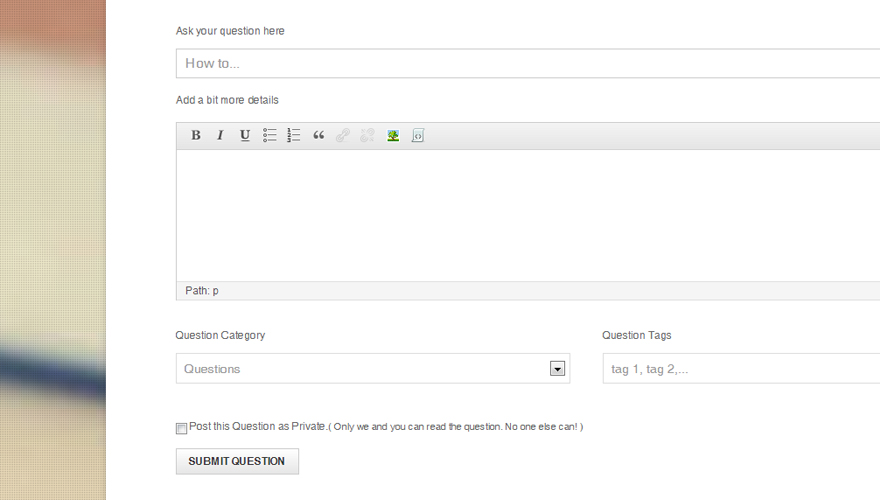 Ask your question here
How to...
Add a bit more details
B I U
Path: p
Question Category
Question Tags
Questions
tag 1, tag 2,...
Post this Question as Private.( Only we and you can read the question. No one else can! )
SUBMIT QUESTION